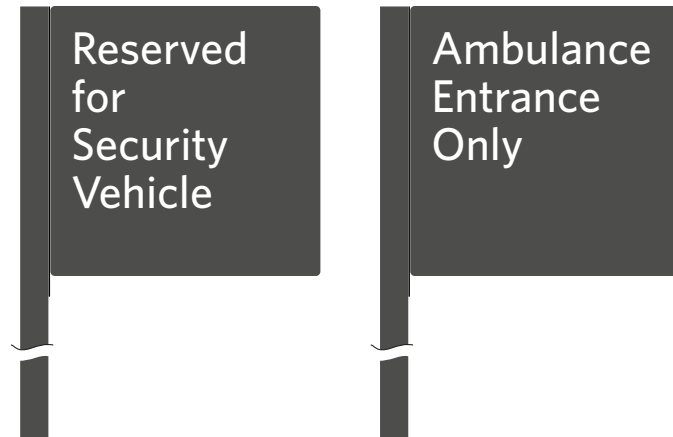 Reserved
for
Security
Vehicle
Ambulance
Entrance
Only